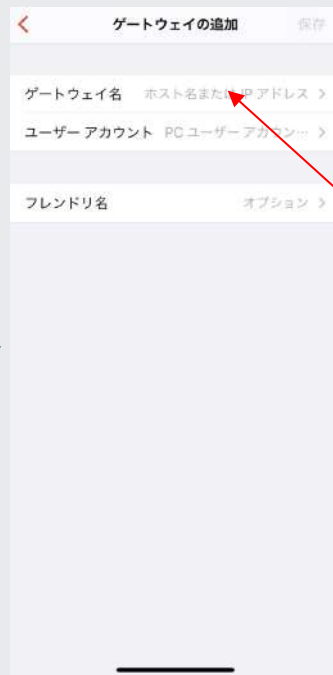 ゲートウェイの追加 保存
ゲートウェイ名 ホスト名または IP アドレス
ユーザー アカウント PC ユーザー アカウン…
フレンドリ名 オプション